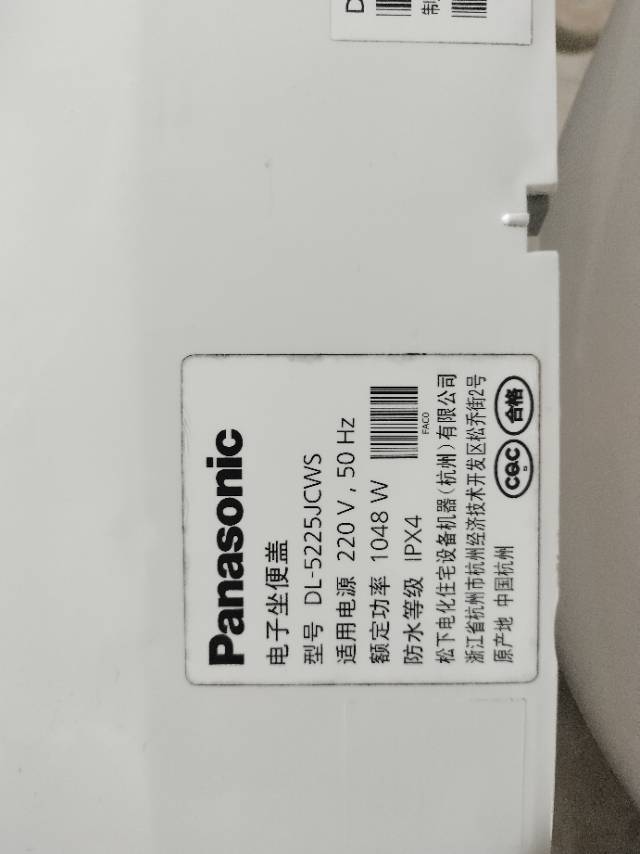 Panasonic
电子坐便盖
型号 DL-5225JCWS
适用电源 220 V , 50 Hz
额定功率 1048 W
防水等级 IPX4
FAC0
松下电化住宅设备机器(杭州)有限公司
浙江省杭州市杭州经济技术开发区松乔街2号
原产地 中国杭州
CQC
合格
D
制